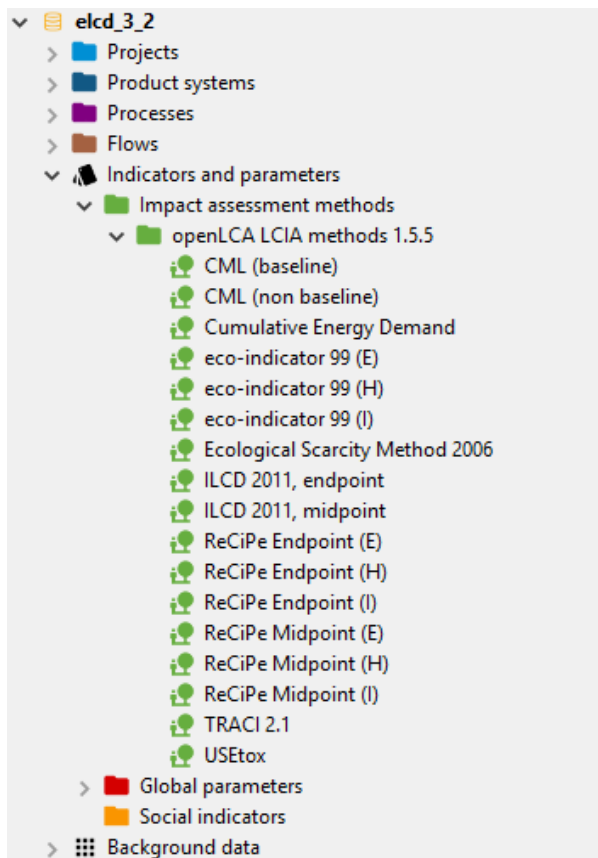 elcd_3_2
Projects
Product systems
Processes
Flows
Indicators and parameters
Impact assessment methods
openLCA LCIA methods 1.5.5
CML (baseline)
CML (non baseline)
Cumulative Energy Demand
eco-indicator 99 (E)
eco-indicator 99 (H)
eco-indicator 99 (I)
Ecological Scarcity Method 2006
ILCD 2011, endpoint
ILCD 2011, midpoint
ReCiPe Endpoint (E)
ReCiPe Endpoint (H)
ReCiPe Endpoint (I)
ReCiPe Midpoint (E)
ReCiPe Midpoint (H)
ReCiPe Midpoint (I)
TRACI 2.1
USEtox
Global parameters
Social indicators
Background data